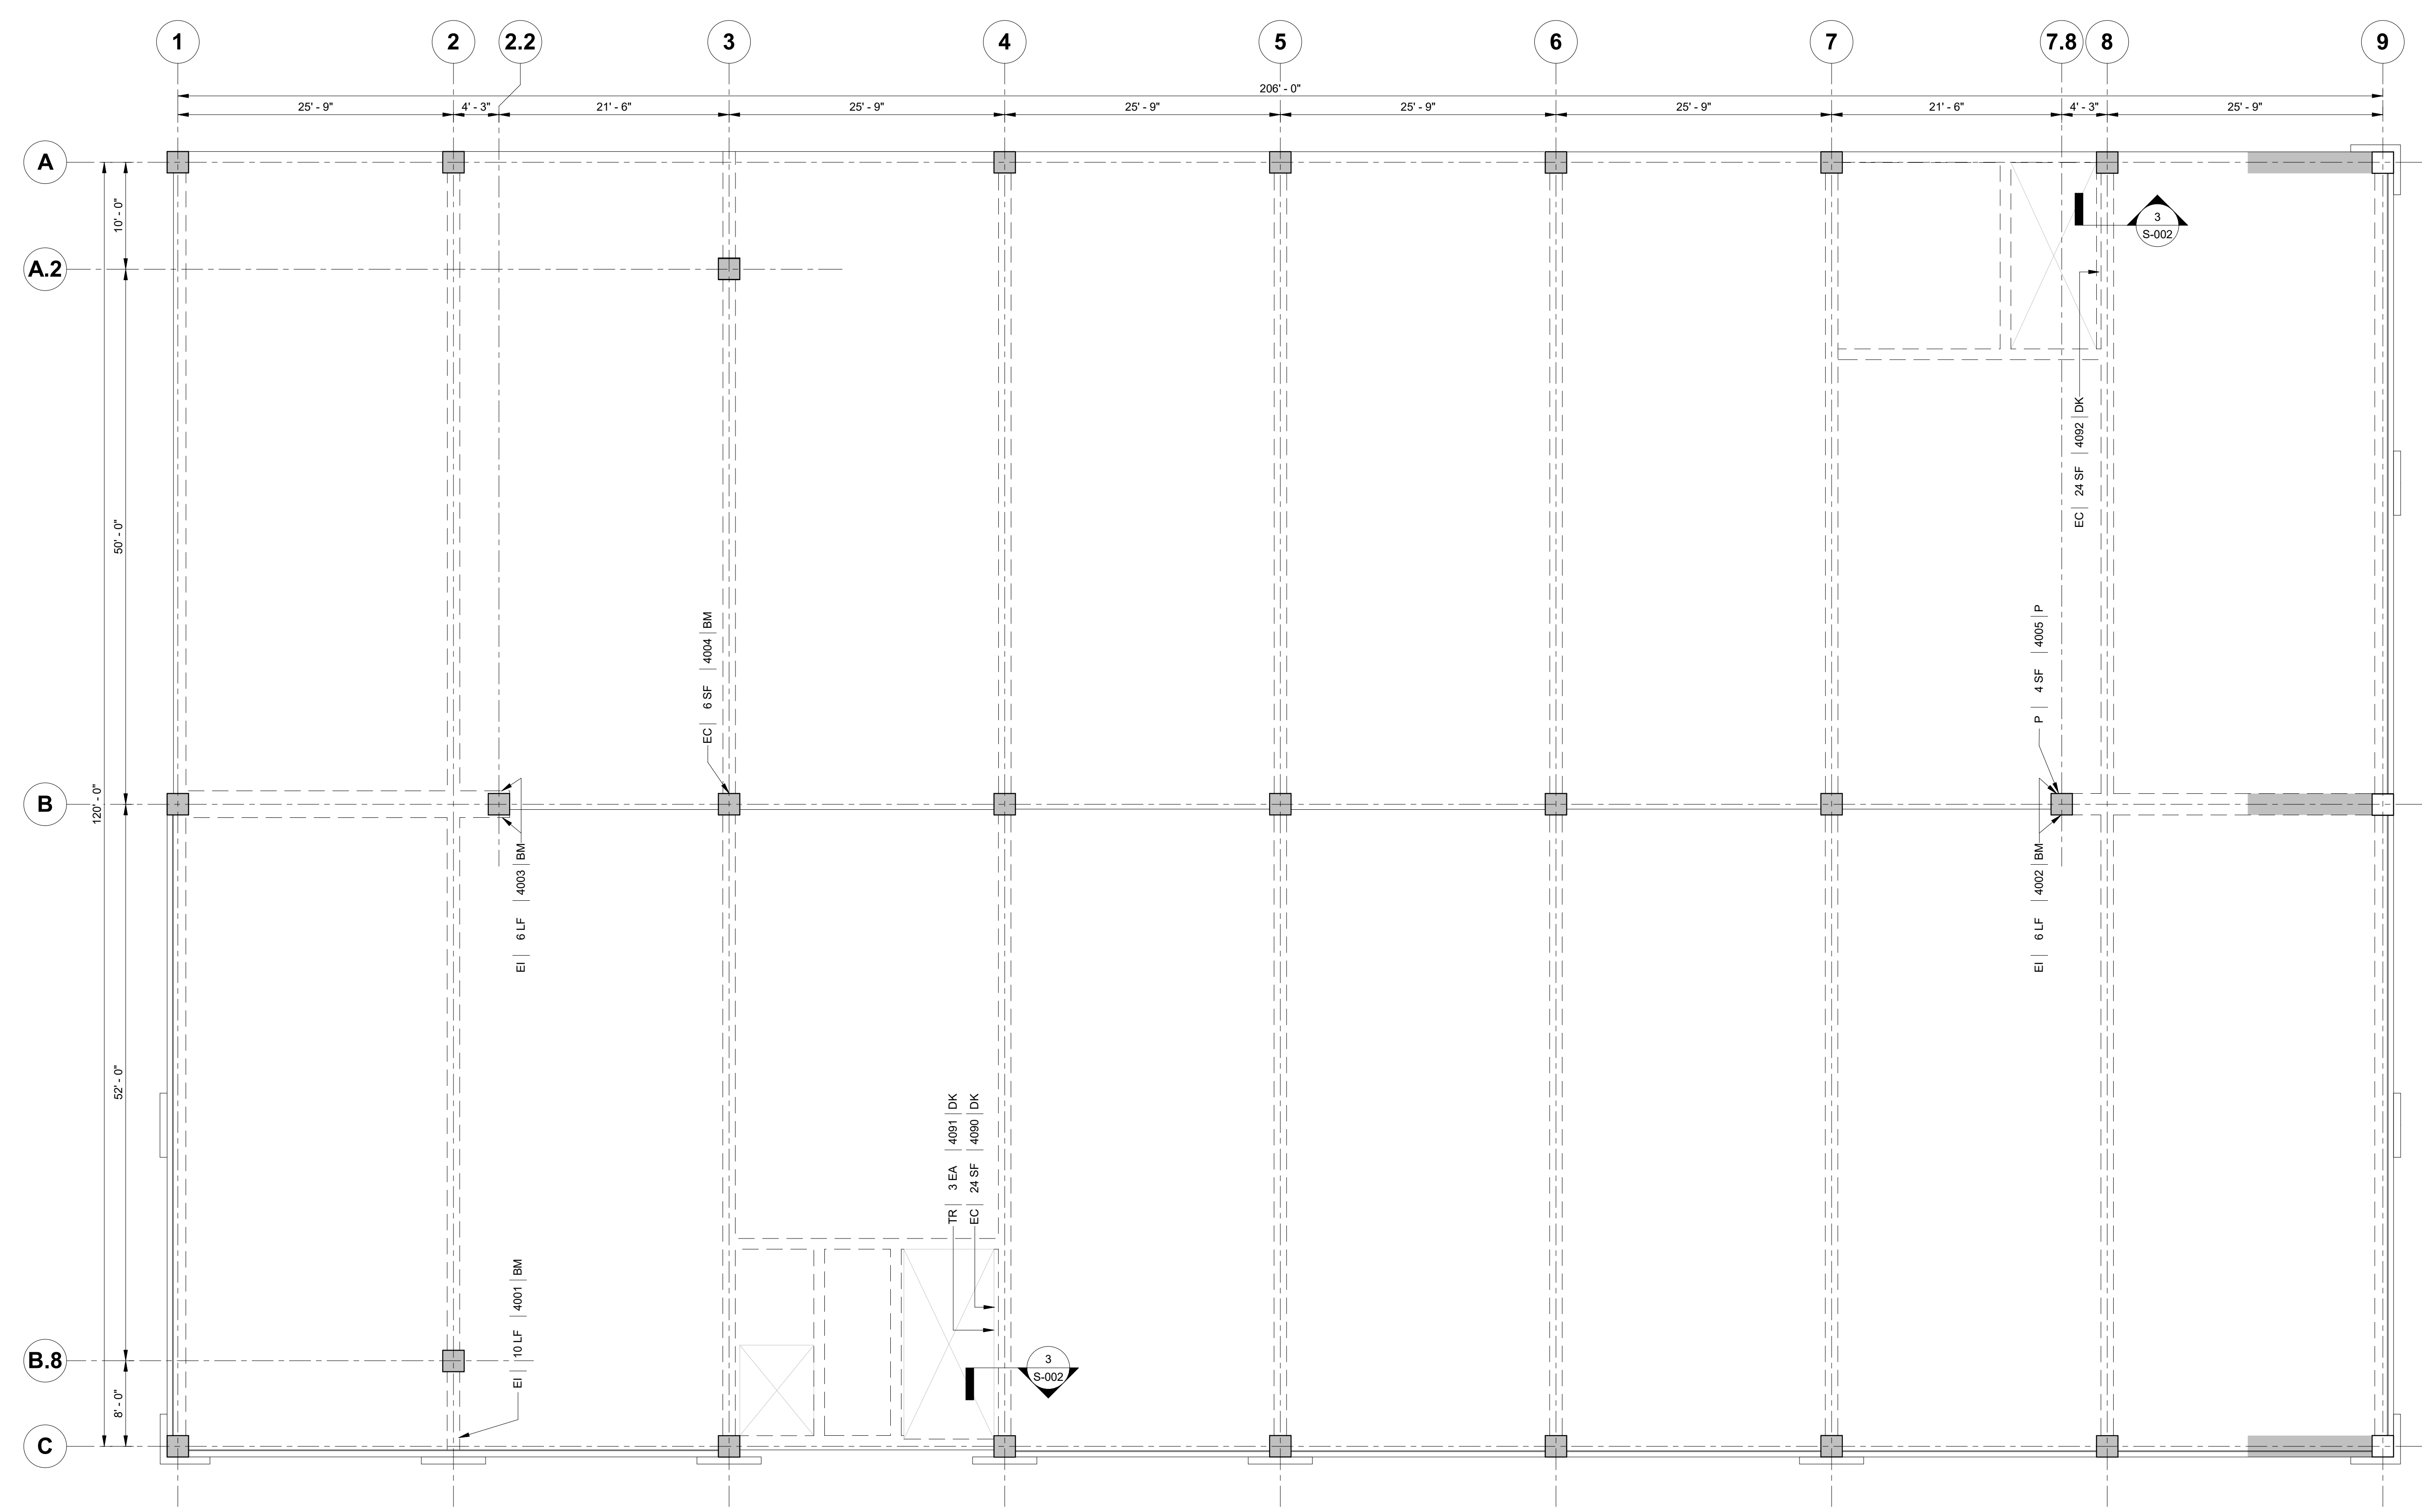 1
2
2.2
3
4
5
6
7
7.8
8
9
206' - 0"
25' - 9"
4' - 3"
21' - 6"
25' - 9"
25' - 9"
25' - 9"
25' - 9"
21' - 6"
4' - 3"
25' - 9"
A
10' - 0"
3
S-002
A.2
EC 24 SF 4092 DK
50' - 0"
EC 6 SF 4004 BM
P 4 SF 4005 P
B
120' - 0"
EI 6 LF 4003 BM
EI 6 LF 4002 BM
52' - 0"
TR 3 EA 4091 DK
EC 24 SF 4090 DK
EI 10 LF 4001 BM
B.8
3
S-002
8' - 0"
C